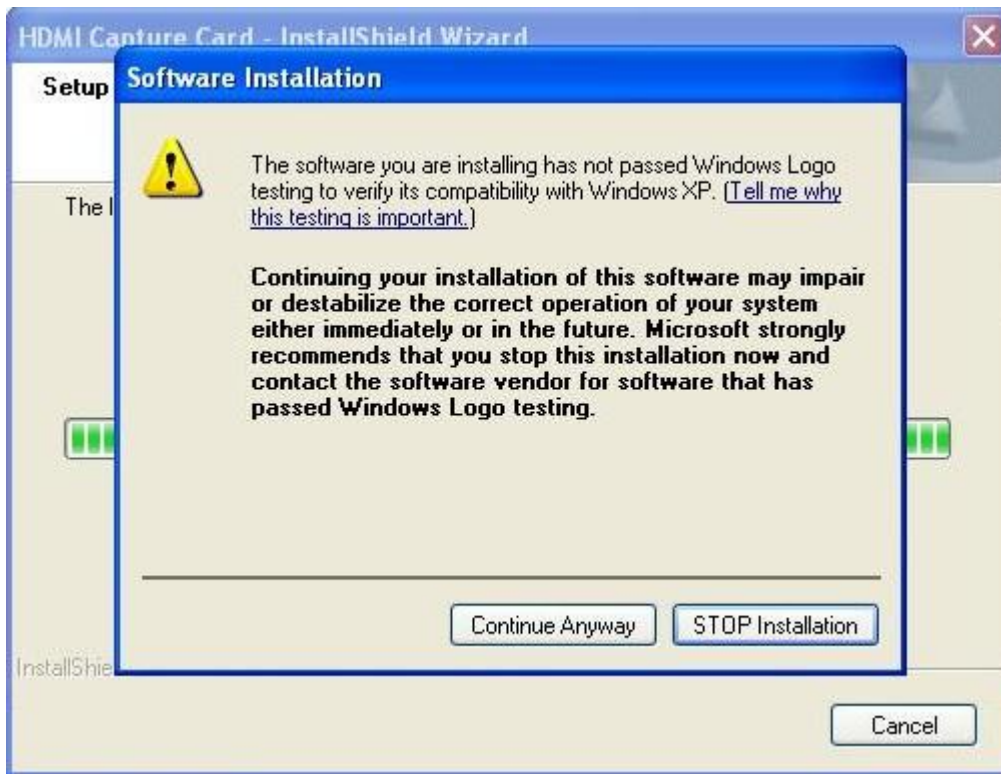 HDMI Capture Card - InstallShield Wizard
Software Installation
Setup
The software you are installing has not passed Windows Logo
testing to verify its compatibility with Windows XP. (Tell me why
this testing is important.)
The
Continuing your installation of this software may impair
or destabilize the correct operation of your system
either immediately or in the future. Microsoft strongly
recommends that you stop this installation now and
contact the software vendor for software that has
passed Windows Logo testing.
Continue Anyway STOP Installation
InstallShie
Cancel